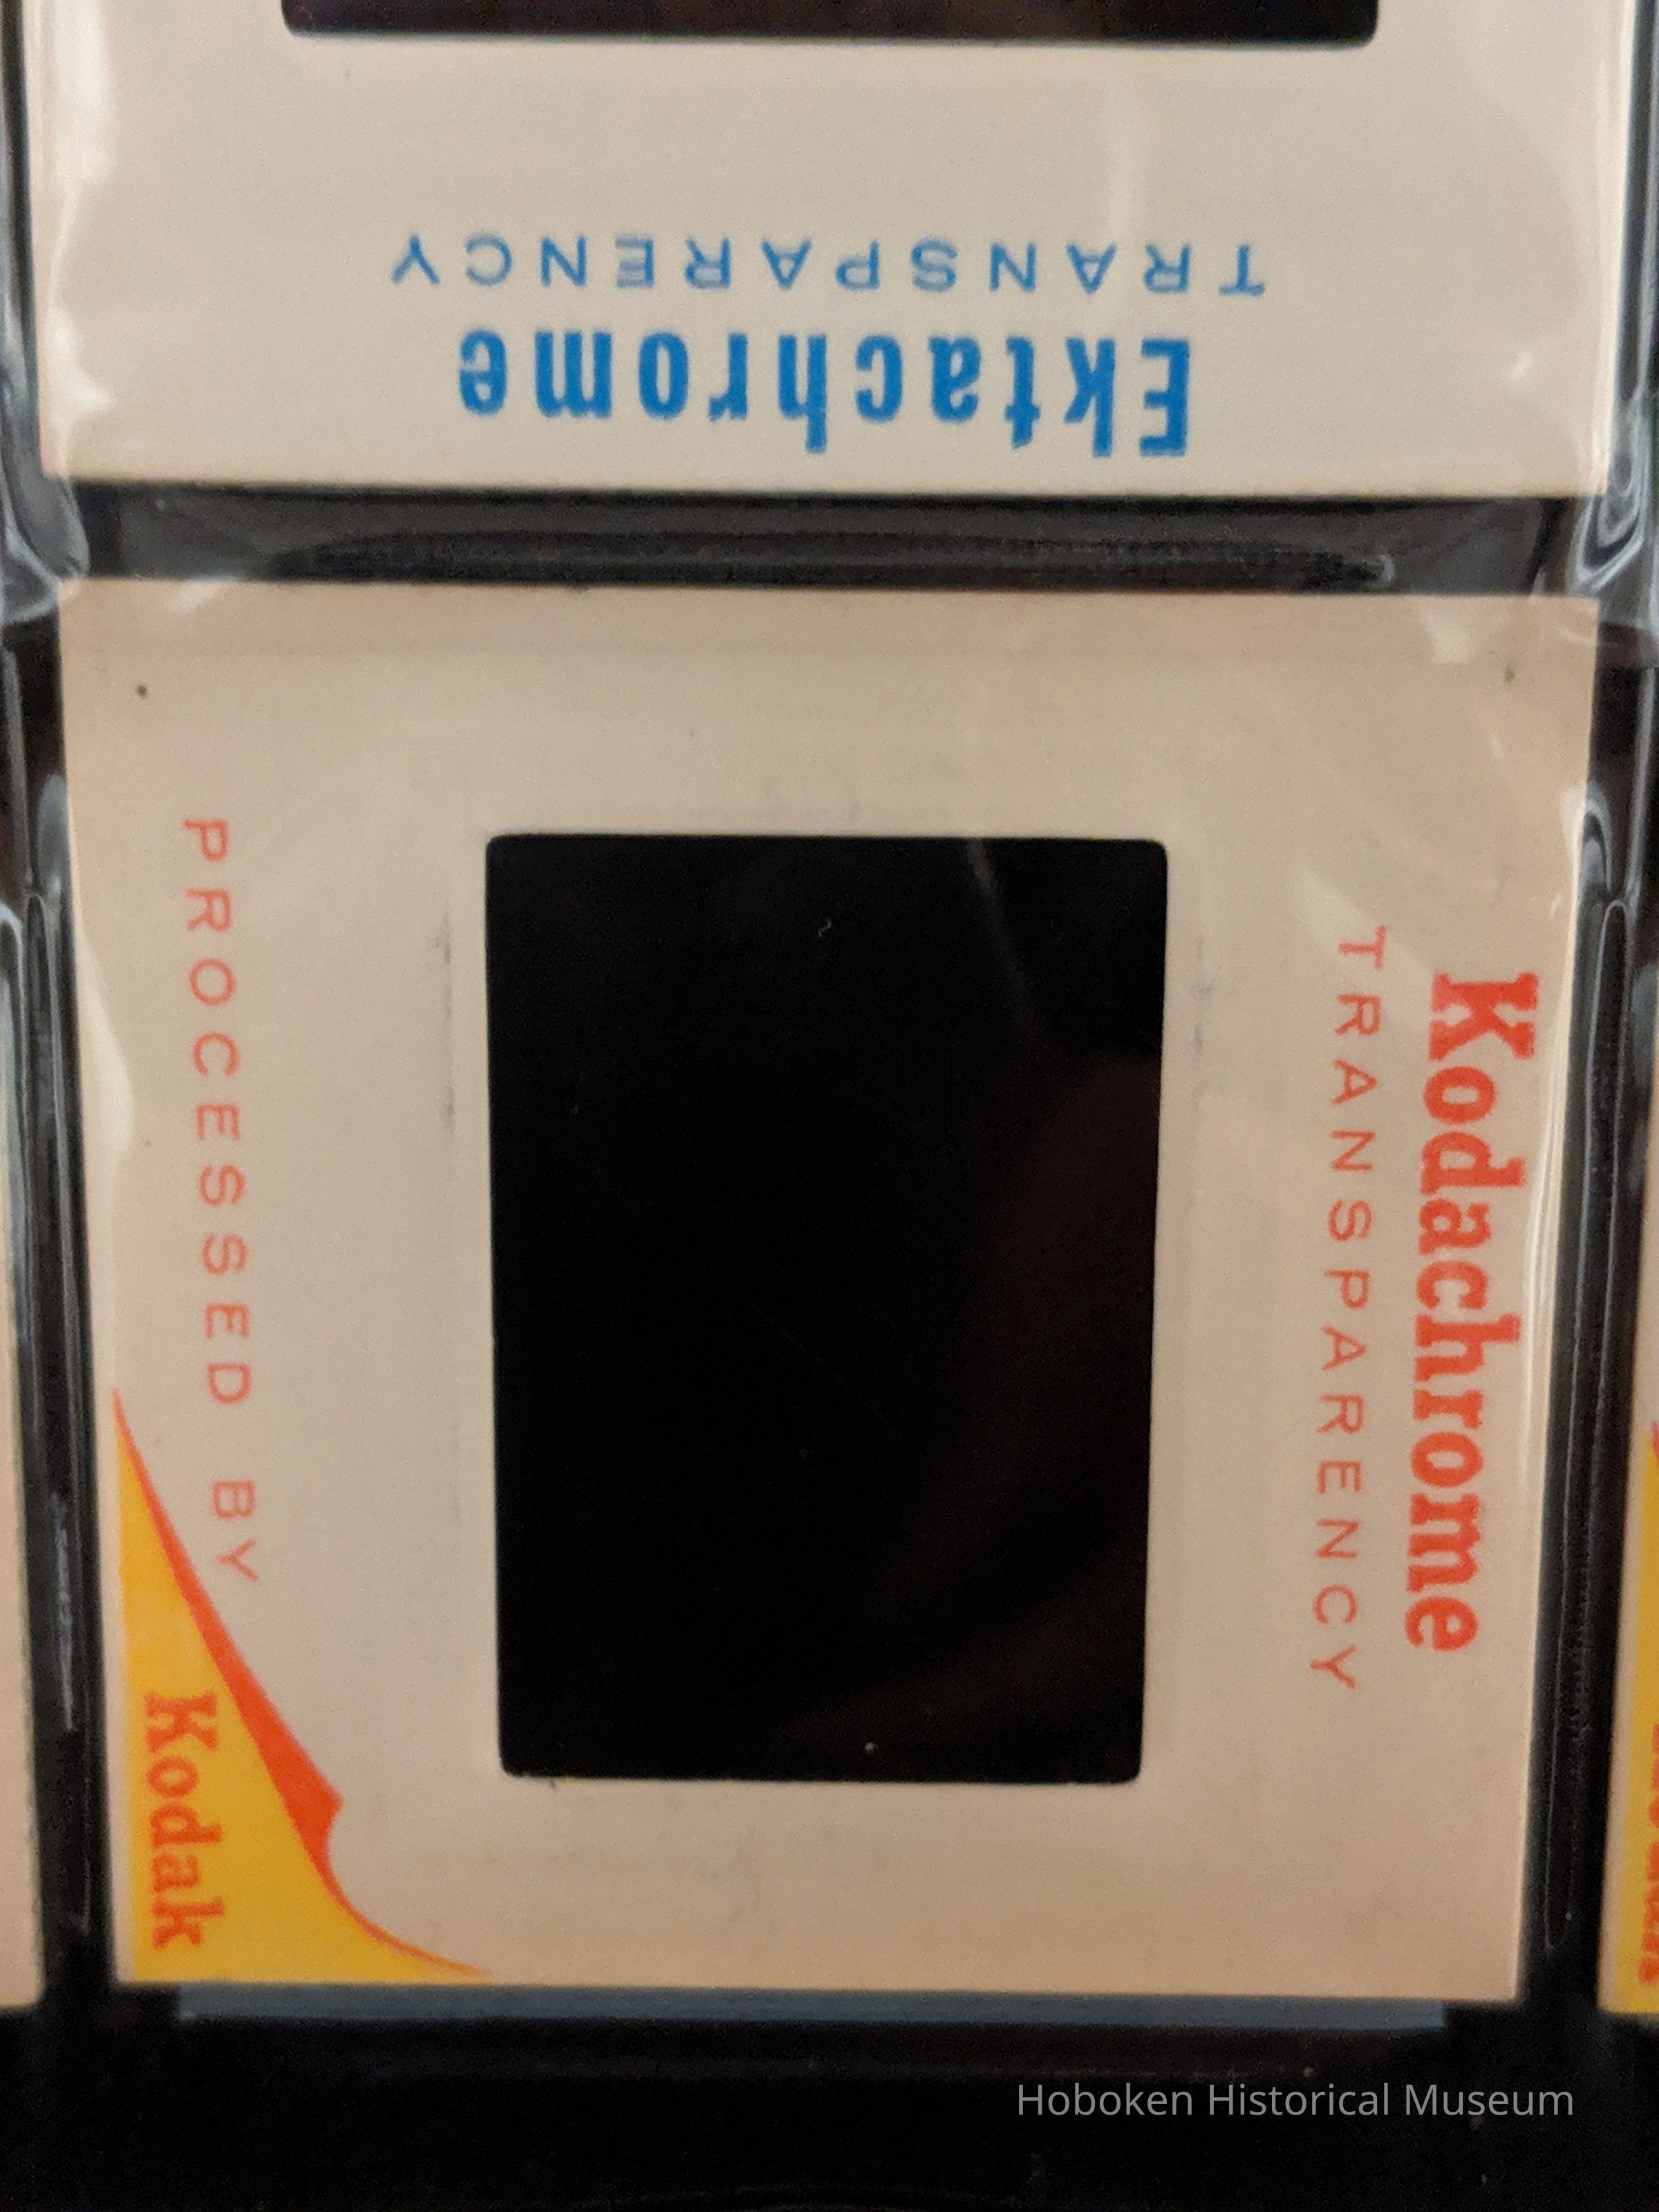 Ektachrome
TRANSPARENCY
Kodachrome
TRANSPARENCY
PROCESSED BY
Kodak
Hoboken Historical Museum